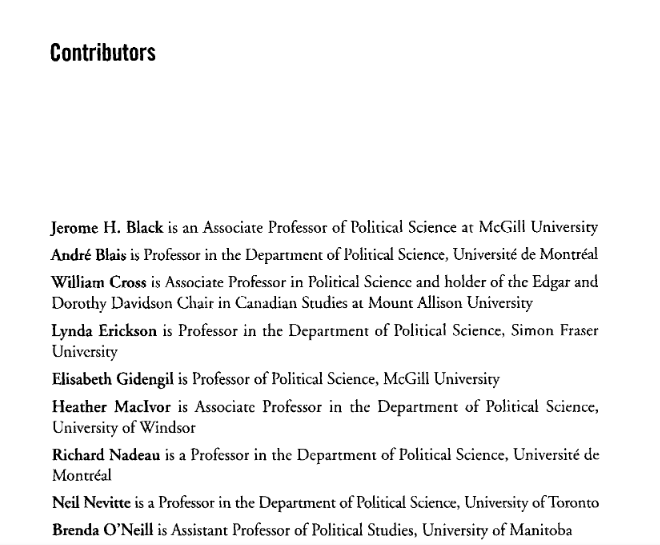 Contributors
Jerome H. Black is an Associate Professor of Political Science at McGill University
André Blais is Professor in the Department of Political Science, Université de Montréal
William Cross is Associate Professor in Political Science and holder of the Edgar and
Dorothy Davidson Chair in Canadian Studies at Mount Allison University
Lynda Erickson is Professor in the Department of Political Science, Simon Fraser
University
Elisabeth Gidengil is Professor of Political Science, McGill University
Heather MacIvor is Associate Professor in the Department of Political Science,
University of Windsor
Richard Nadeau is a Professor in the Department of Political Science, Université de
Montréal
Neil Nevitte is a Professor in the Department of Political Science, University of Toronto
Brenda O'Neill is Assistant Professor of Political Studies, University of Manitoba